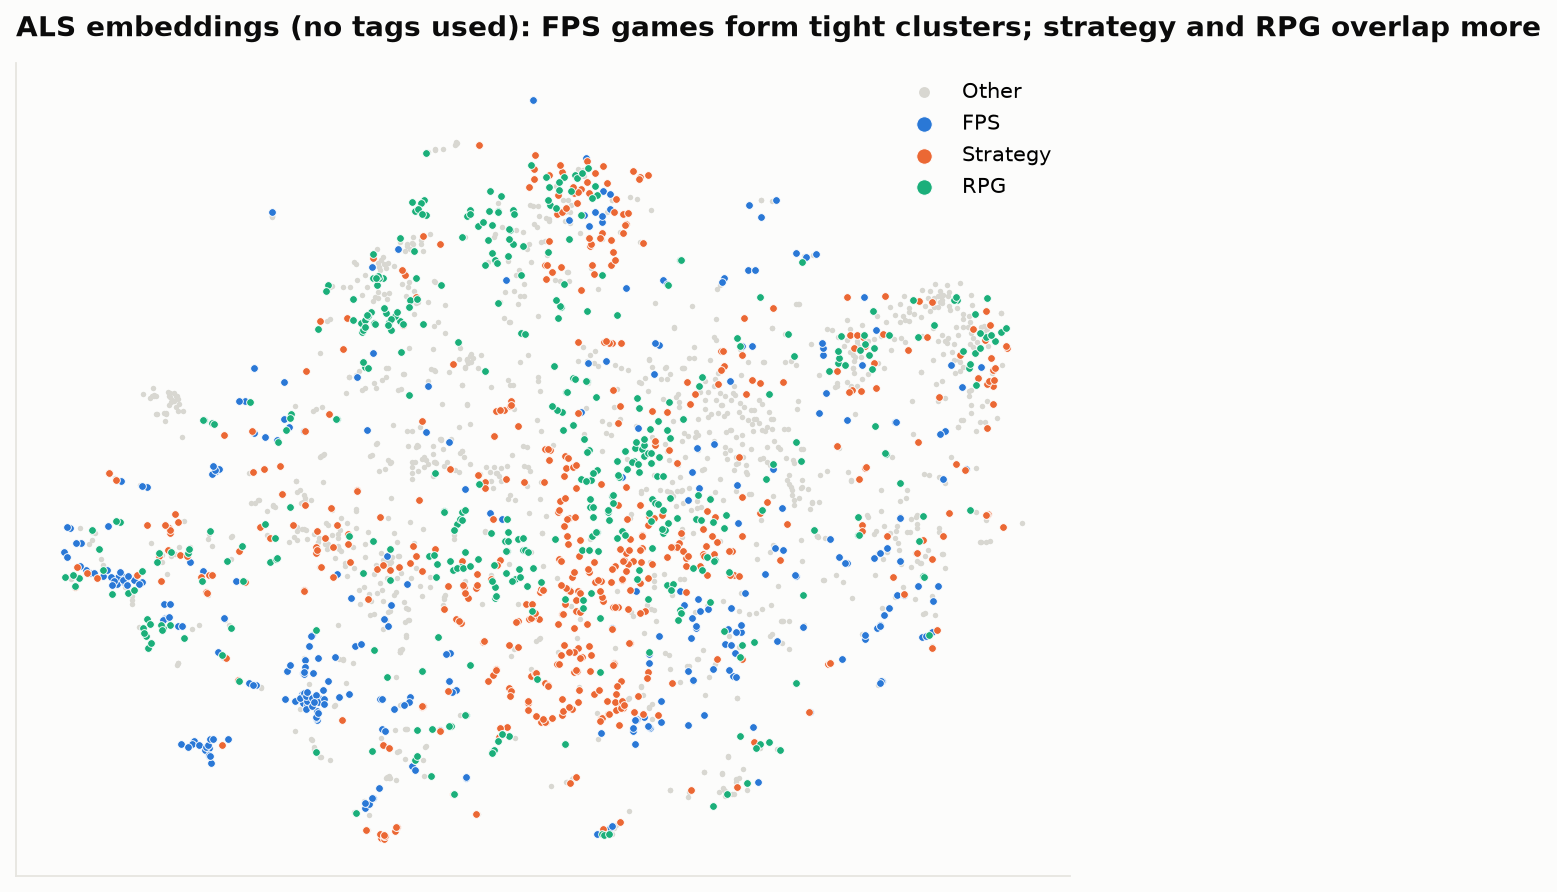 ALS embeddings (no tags used): FPS games form tight clusters; strategy and RPG overlap more
Other
FPS
Strategy
RPG